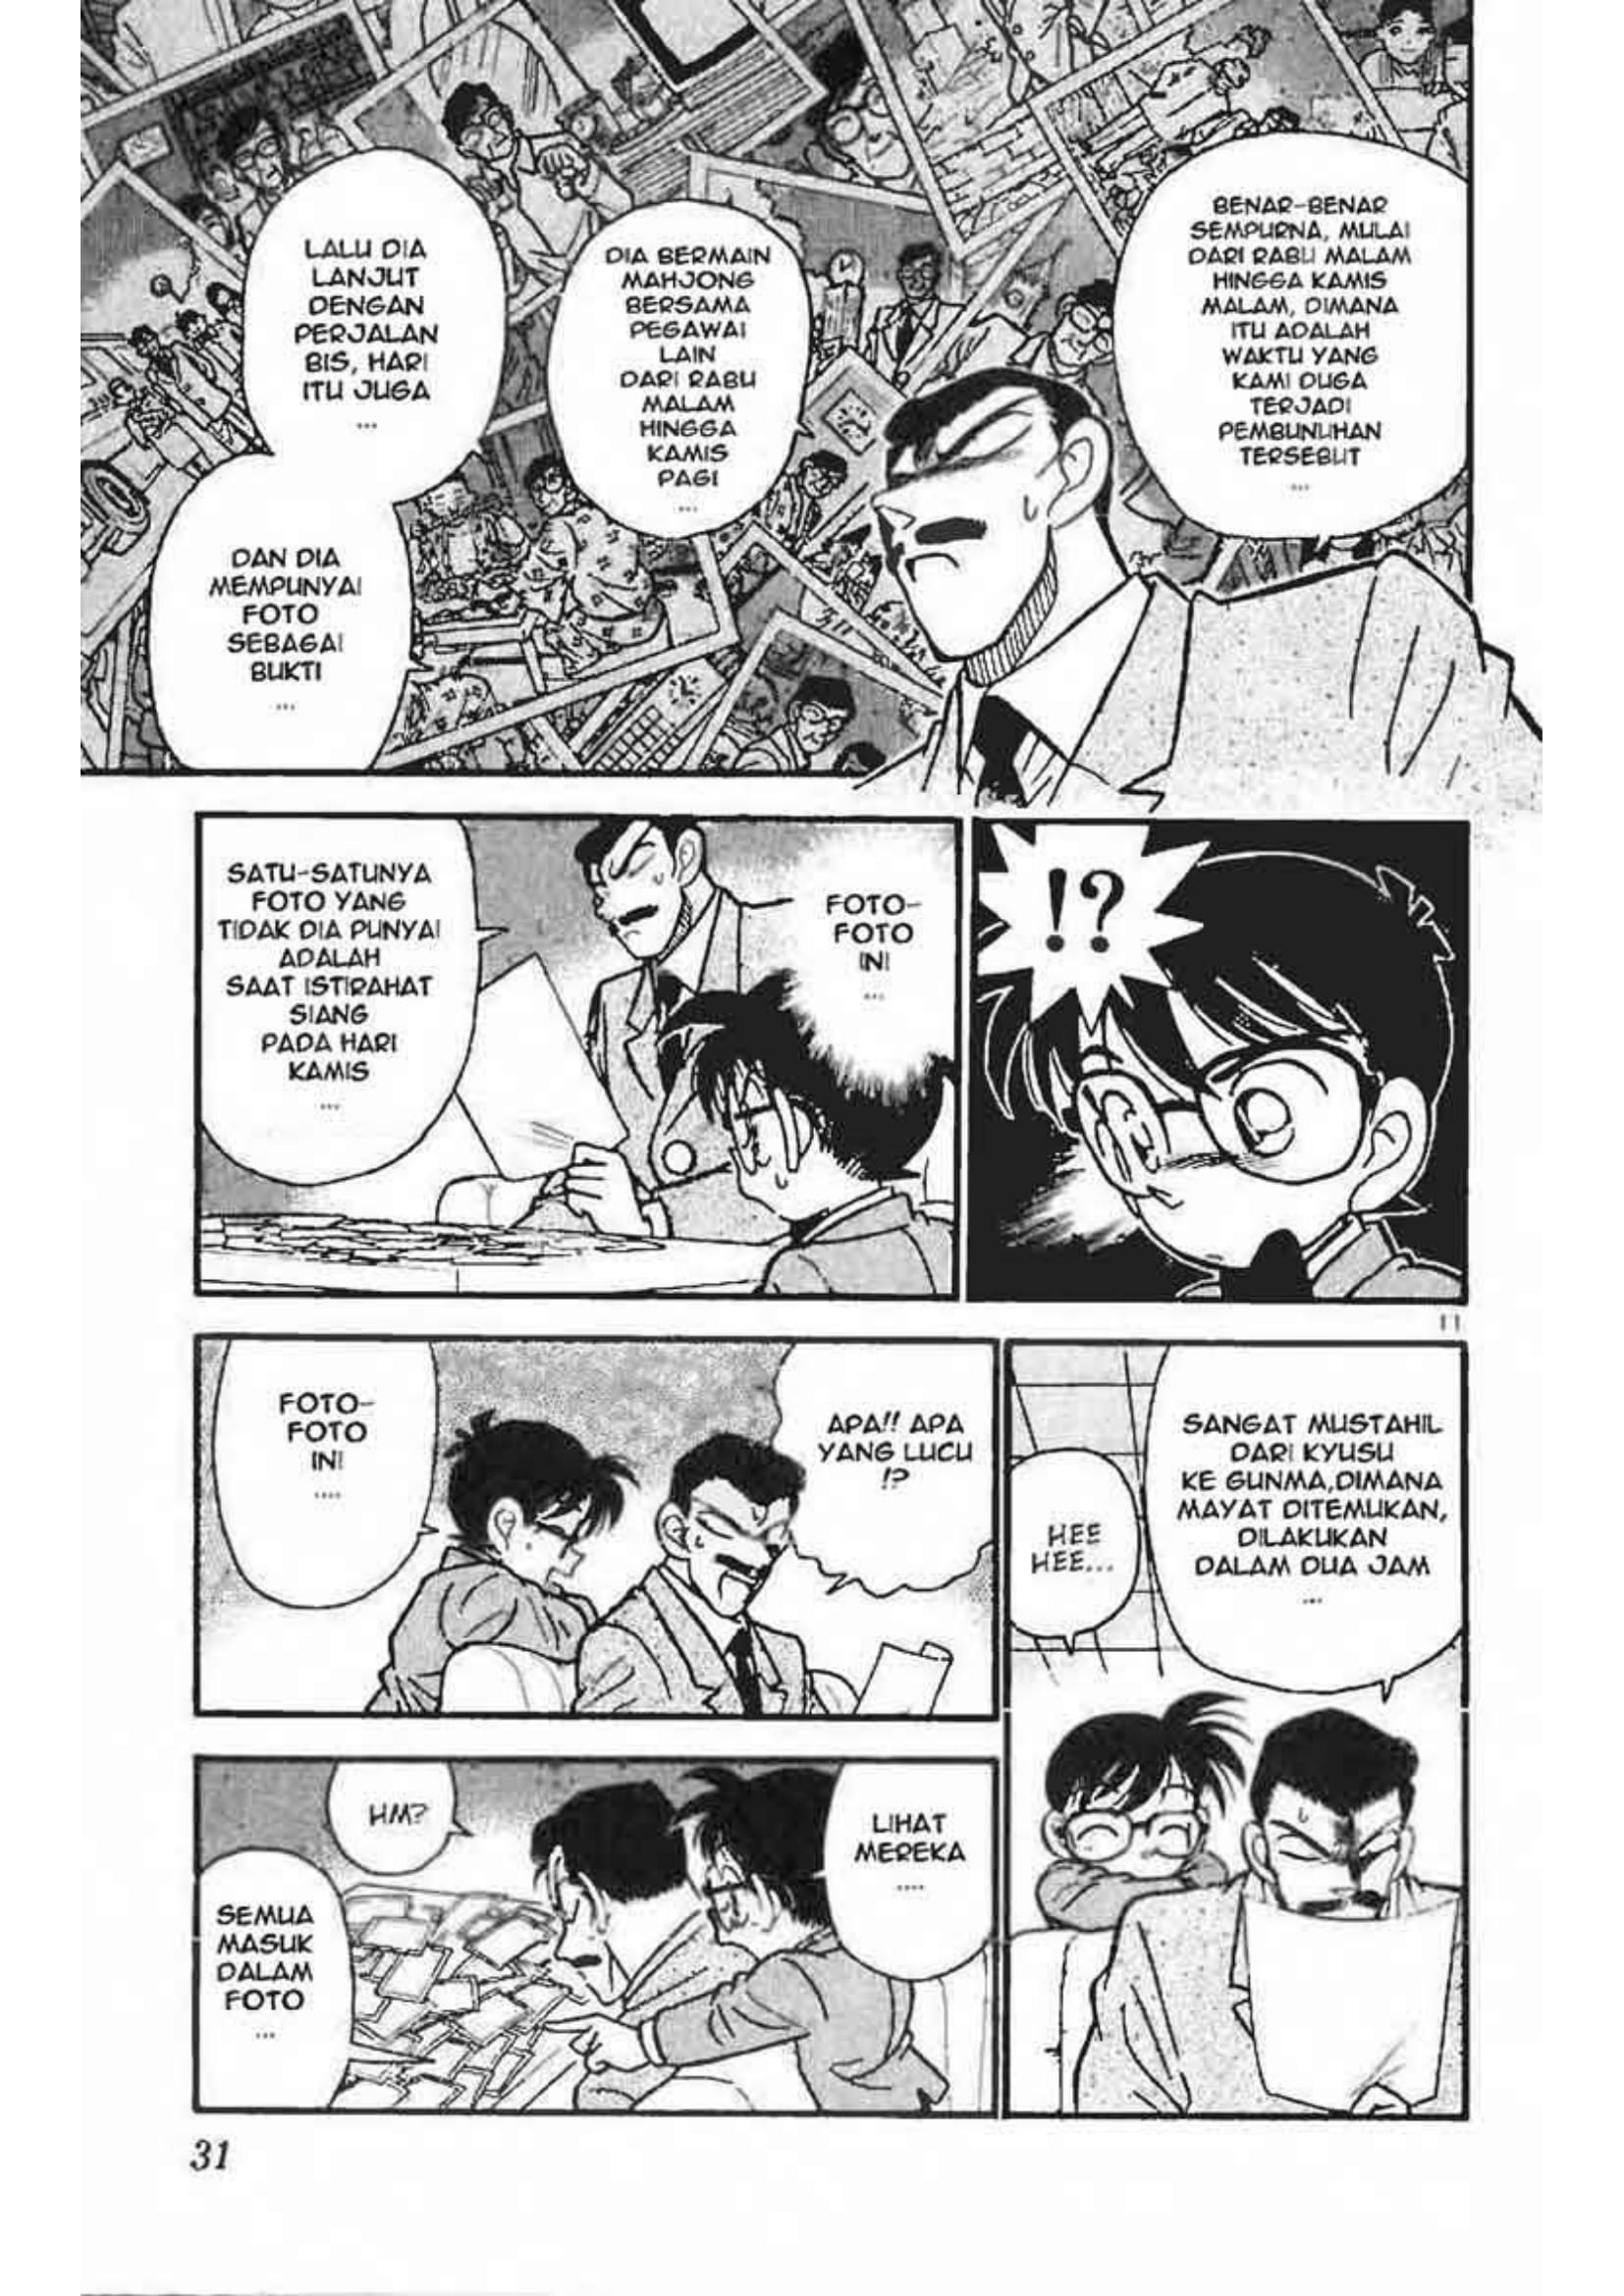 BENAR-BENAR
SEMPURNA, MULAI
DARI RABU MALAM
HINGGA KAMIS
MALAM, DIMANA
ITU ADALAH
WAKTU YANG
KAMI DUGA
TERJADI
PEMBUNUHAN
TERSEBUT
...
DIA BERMAIN
MAHJONG
BERSAMA
PEGAWAI
LAIN
DARI RABU
MALAM
HINGGA
KAMIS
PAGI
...
LALU DIA
LANJUT
DENGAN
PERJALAN
BIS, HARI
ITU JUGA
...
DAN DIA
MEMPUNYAI
FOTO
SEBAGAI
BUKTI
...
!?
FOTO-
FOTO
INI
...
SATU-SATUNYA
FOTO YANG
TIDAK DIA PUNYAI
ADALAH
SAAT ISTIRAHAT
SIANG
PADA HARI
KAMIS
...
11
SANGAT MUSTAHIL
DARI KYUSU
KE GUNMA,DIMANA
MAYAT DITEMUKAN,
DILAKUKAN
DALAM DUA JAM
...
HEE
HEE...
APA!! APA
YANG LUCU
!?
FOTO-
FOTO
INI
....
LIHAT
MEREKA
....
HM?
SEMUA
MASUK
DALAM
FOTO
...
31